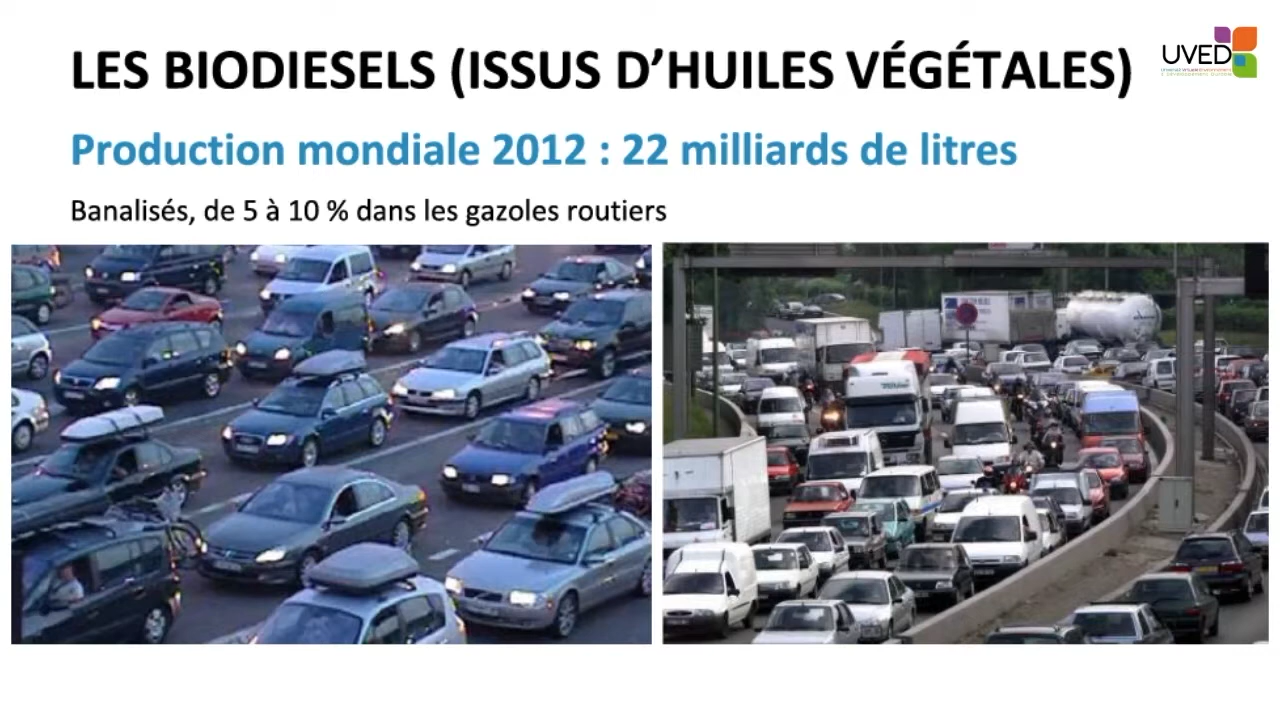 LES BIODIESELS (ISSUS D’HUILES VÉGÉTALES)
UVED
Production mondiale 2012 : 22 milliards de litres
Banalisés, de 5 à 10 % dans les gazoles routiers